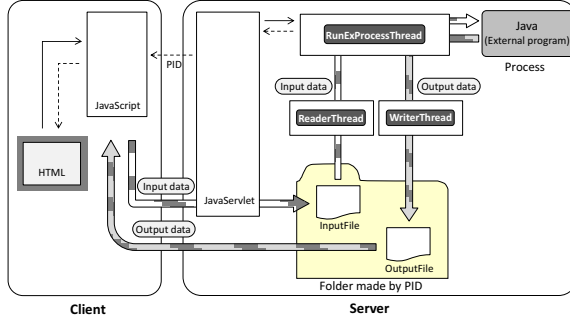 RunExProcessThread
Java
(External program)
Process
PID
JavaScript
Input data
Output data
ReaderThread
WriterThread
HTML
Input data
JavaServlet
Output data
InputFile
OutputFile
Folder made by PID
Client
Server